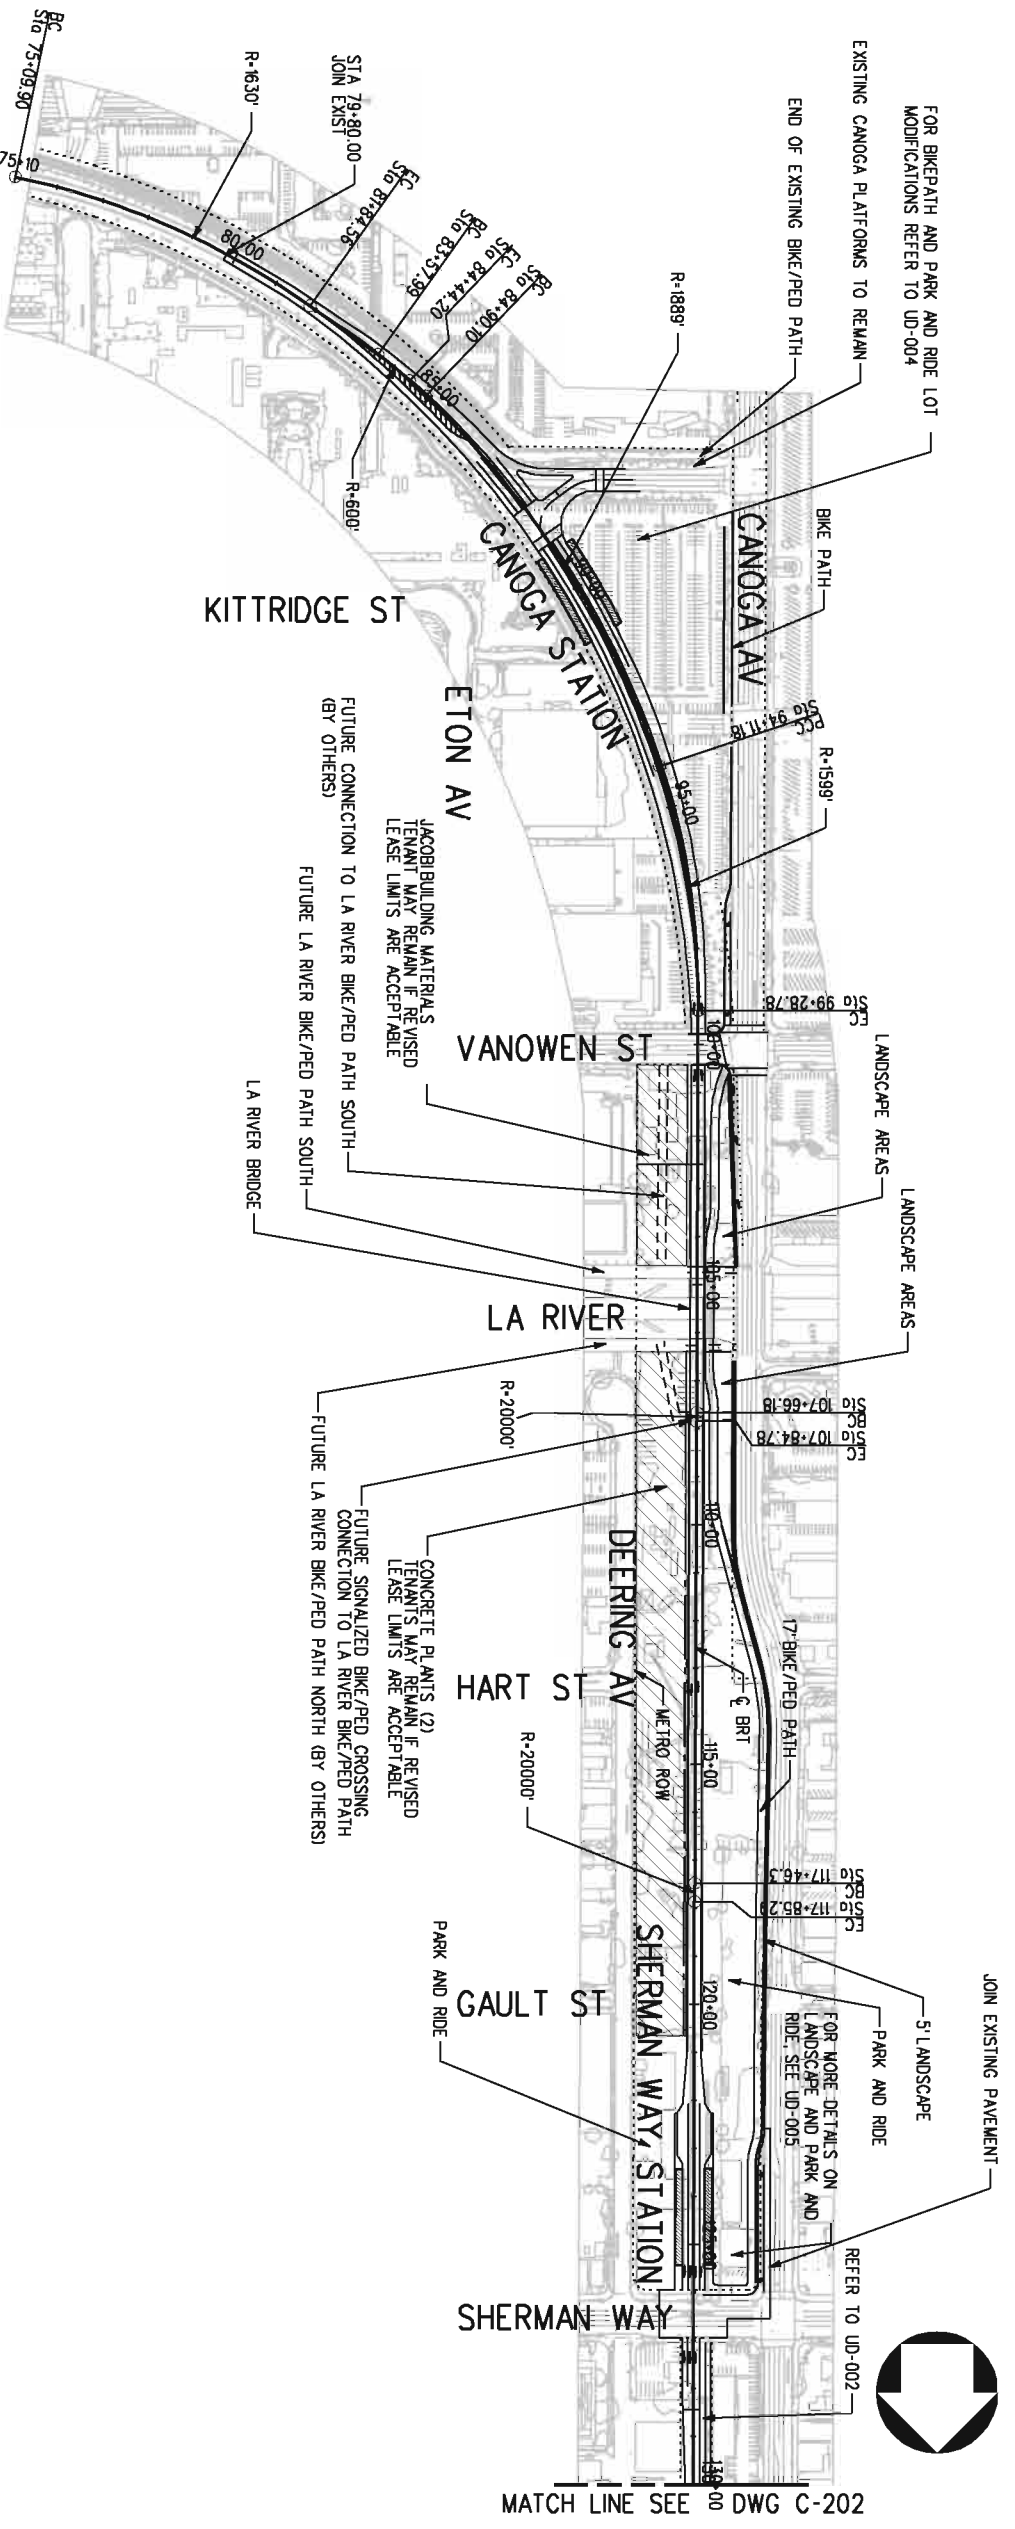 FOR BIKEPATH AND PARK AND RIDE LOT
MODIFICATIONS REFER TO UD-004
EXISTING CANOGA PLATFORMS TO REMAIN
END OF EXISTING BIKE/PED PATH
BC
Sta 75+09.90
75+10
R=1630'
STA 79+80.00
JOIN EXIST
80+00
EC
Sta 81+84.56
BC
Sta 83+57.99
EC
Sta 84+44.20
BC
Sta 84+90.10
85+00
R=600'
R=1889'
90+00
CANOGA STATION
CANOGA AV
BIKE PATH
KITTRIDGE ST
ETON AV
PCC
Sta 94+11.18
95+00
R=1599'
EC
Sta 99+28.78
100+00
VANOWEN ST
JACOBI BUILDING MATERIALS
TENANT MAY REMAIN IF REVISED
LEASE LIMITS ARE ACCEPTABLE
FUTURE CONNECTION TO LA RIVER BIKE/PED PATH SOUTH
(BY OTHERS)
FUTURE LA RIVER BIKE/PED PATH SOUTH
LA RIVER BRIDGE
LANDSCAPE AREAS
LANDSCAPE AREAS
105+00
LA RIVER
BC
Sta 107+66.18
EC
Sta 107+84.78
R=20000'
110+00
CONCRETE PLANTS (2)
TENANTS MAY REMAIN IF REVISED
LEASE LIMITS ARE ACCEPTABLE
FUTURE SIGNALIZED BIKE/PED CROSSING
CONNECTION TO LA RIVER BIKE/PED PATH
FUTURE LA RIVER BIKE/PED PATH NORTH (BY OTHERS)
DEERING AV
HART ST
METRO ROW
℄ BRT
17' BIKE/PED PATH
115+00
R=20000'
BC
Sta 117+46.3
EC
Sta 117+85.29
120+00
GAULT ST
PARK AND RIDE
SHERMAN WAY STATION
5' LANDSCAPE
PARK AND RIDE
FOR MORE DETAILS ON
LANDSCAPE AND PARK AND
RIDE, SEE UD-005
JOIN EXISTING PAVEMENT
125+00
SHERMAN WAY
REFER TO UD-002
130+00
MATCH LINE SEE DWG C-202